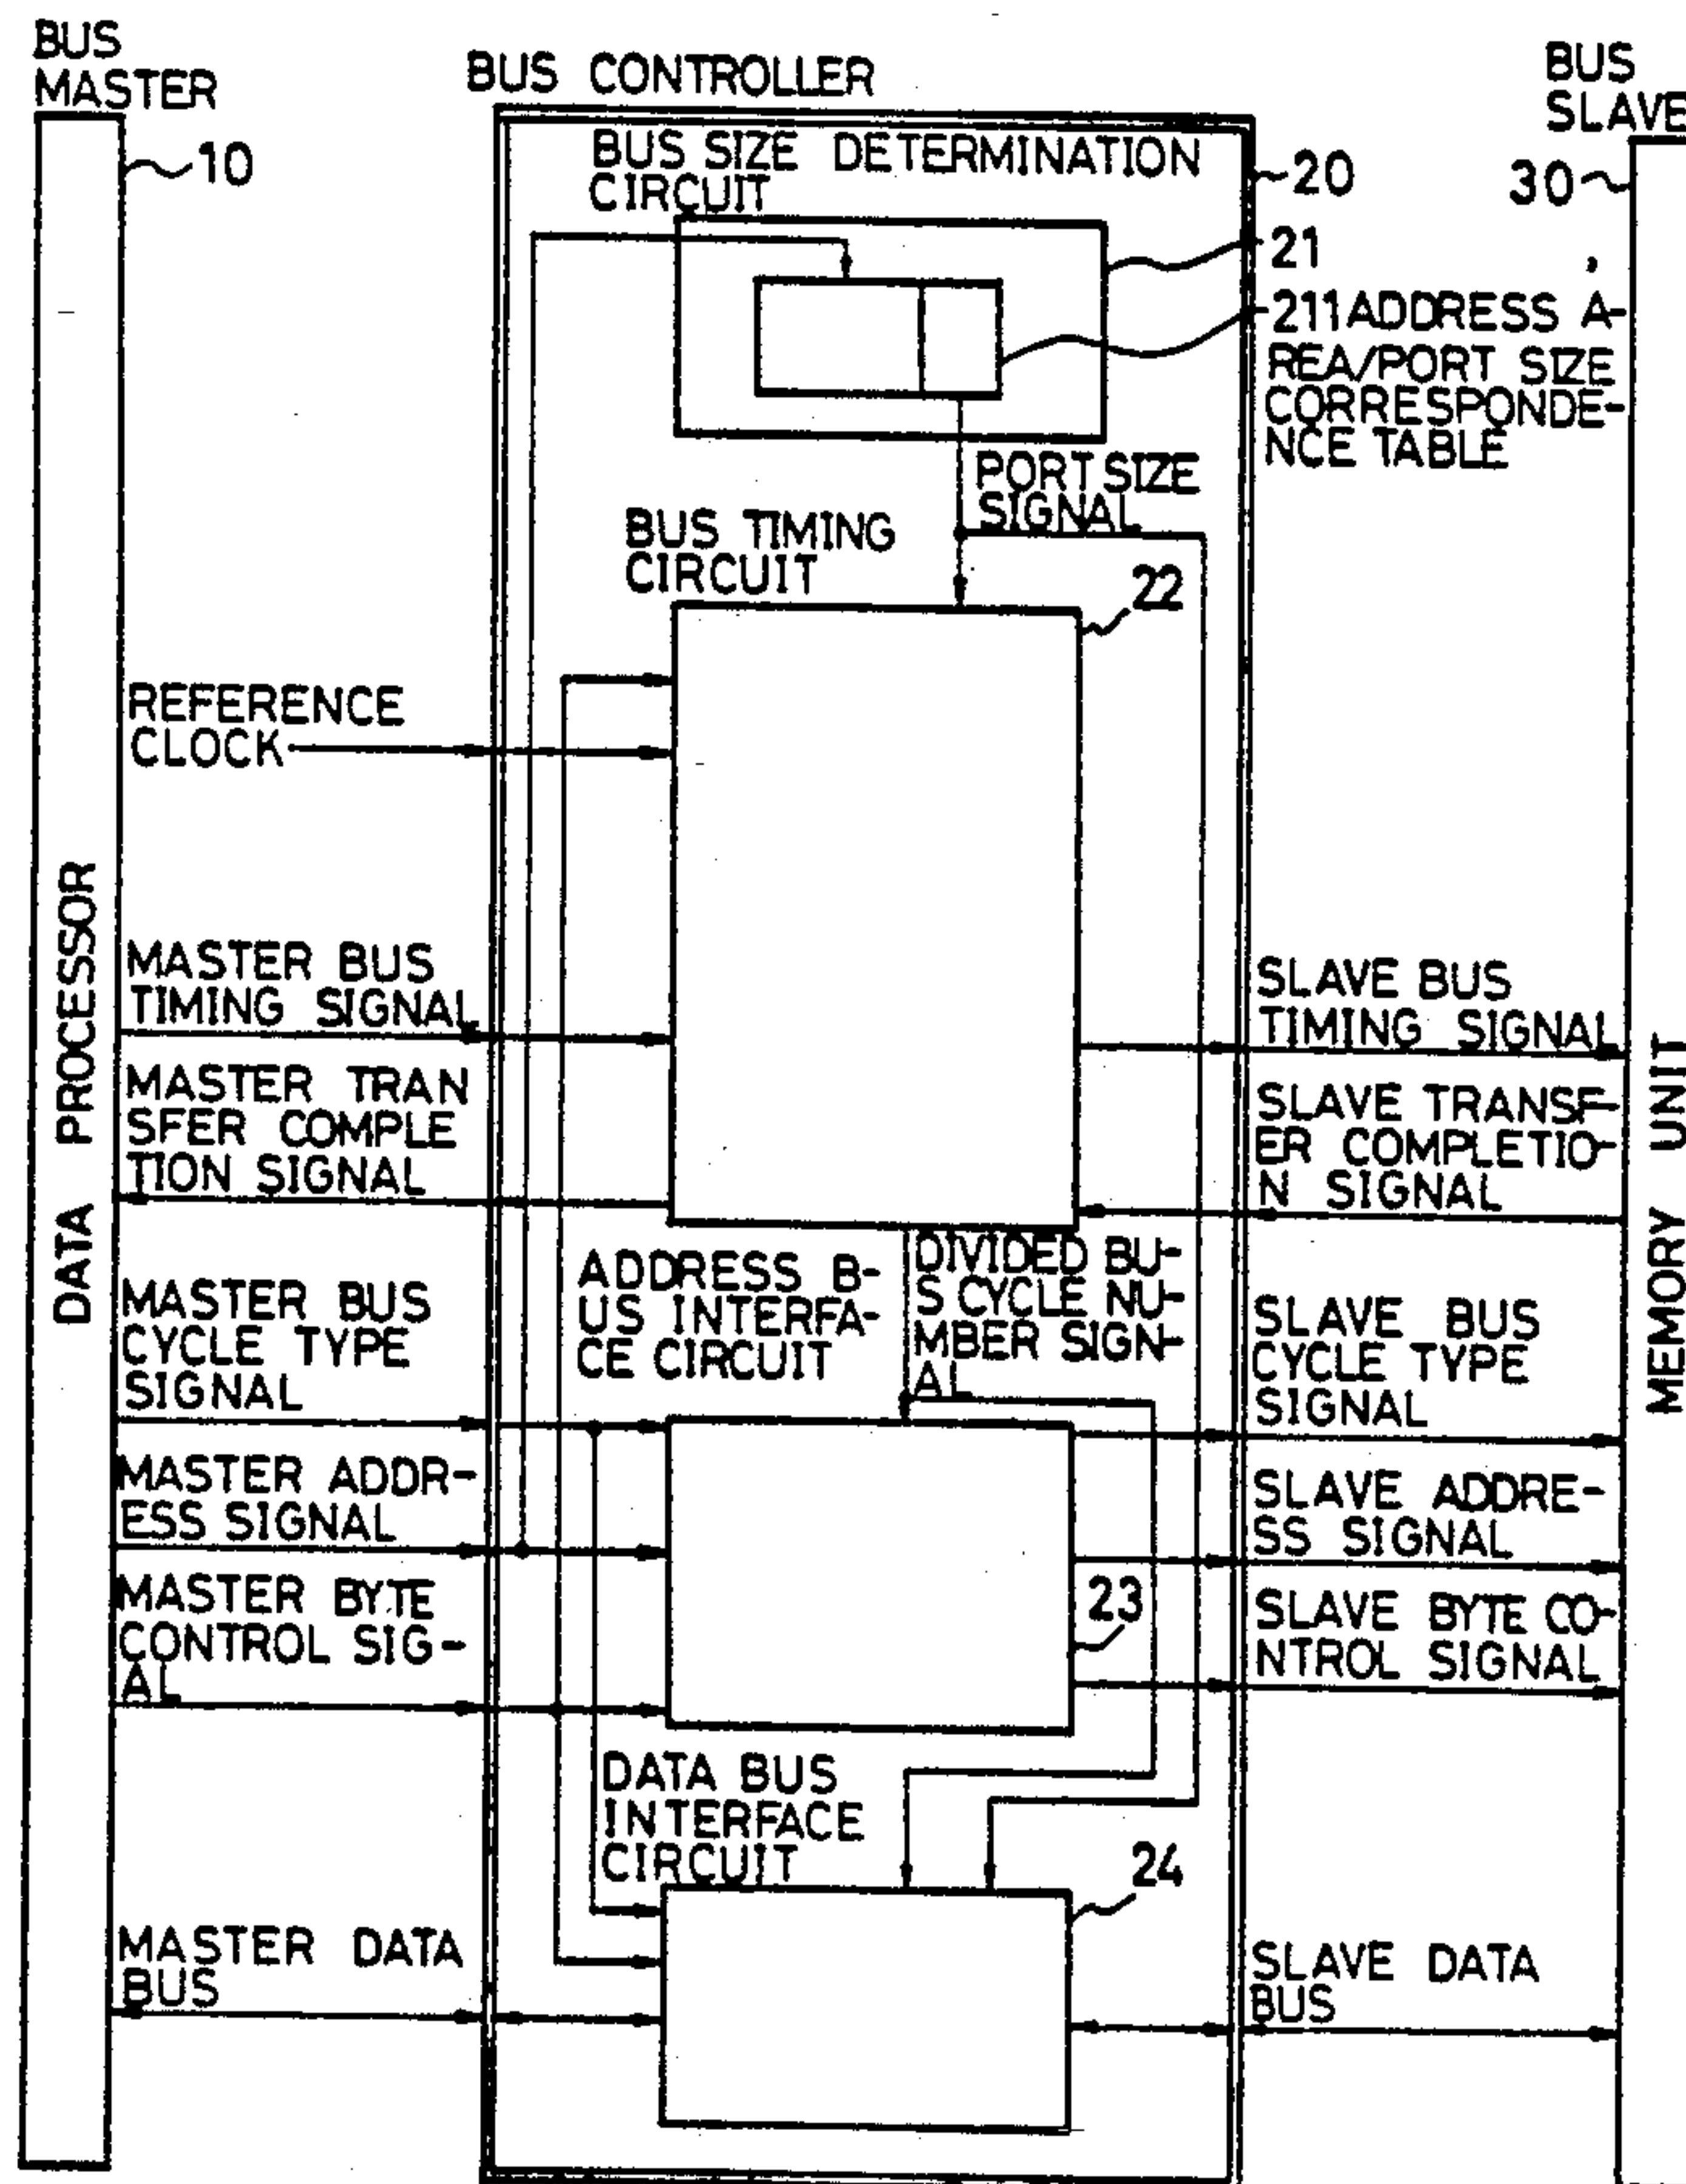 BUS
MASTER
10
BUS CONTROLLER
20
BUS
SLAVE
30
BUS SIZE DETERMINATION
CIRCUIT
21
211 ADDRESS A-
REA/PORT SIZE
CORRESPONDE-
NCE TABLE
PORT SIZE
SIGNAL
BUS TIMING
CIRCUIT
22
REFERENCE
CLOCK
DATA PROCESSOR
MASTER BUS
TIMING SIGNAL
MASTER TRAN
SFER COMPLE
TION SIGNAL
SLAVE BUS
TIMING SIGNAL
SLAVE TRANSF-
ER COMPLETIO-
N SIGNAL
MEMORY UNIT
ADDRESS B-
US INTERFA-
CE CIRCUIT
DIVIDED BU-
S CYCLE NU-
MBER SIGN-
AL
MASTER BUS
CYCLE TYPE
SIGNAL
MASTER ADDR-
ESS SIGNAL
MASTER BYTE
CONTROL SIG-
AL
23
SLAVE BUS
CYCLE TYPE
SIGNAL
SLAVE ADDRE-
SS SIGNAL
SLAVE BYTE CO-
NTROL SIGNAL
DATA BUS
INTERFACE
CIRCUIT
24
MASTER DATA
BUS
SLAVE DATA
BUS